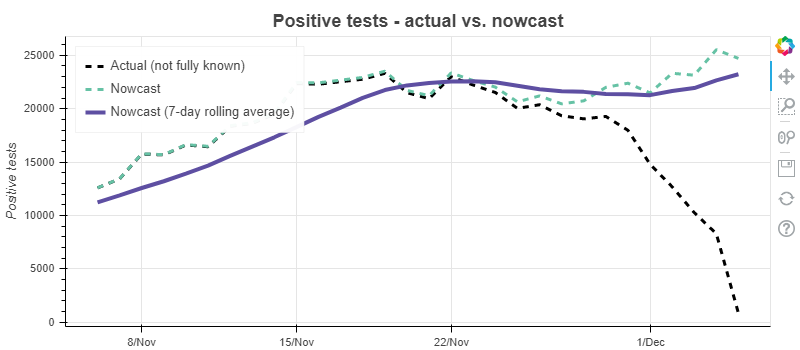 Positive tests - actual vs. nowcast
Actual (not fully known)
Nowcast
Nowcast (7-day rolling average)
Positive tests
25000
20000
15000
10000
5000
0
8/Nov
15/Nov
22/Nov
1/Dec